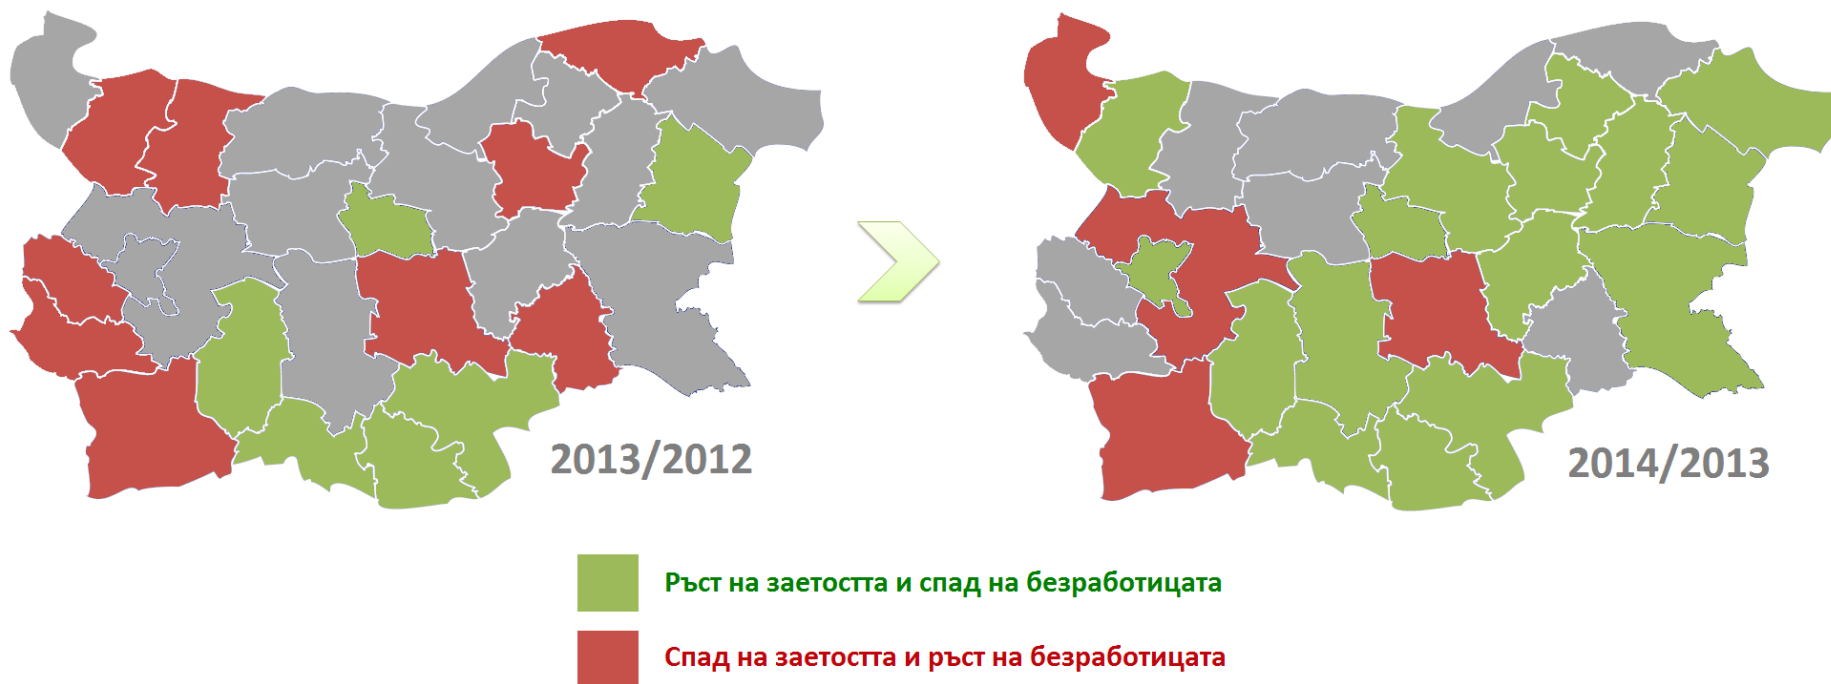 2013/2012
2014/2013
Ръст на заетостта и спад на безработицата
Спад на заетостта и ръст на безработицата